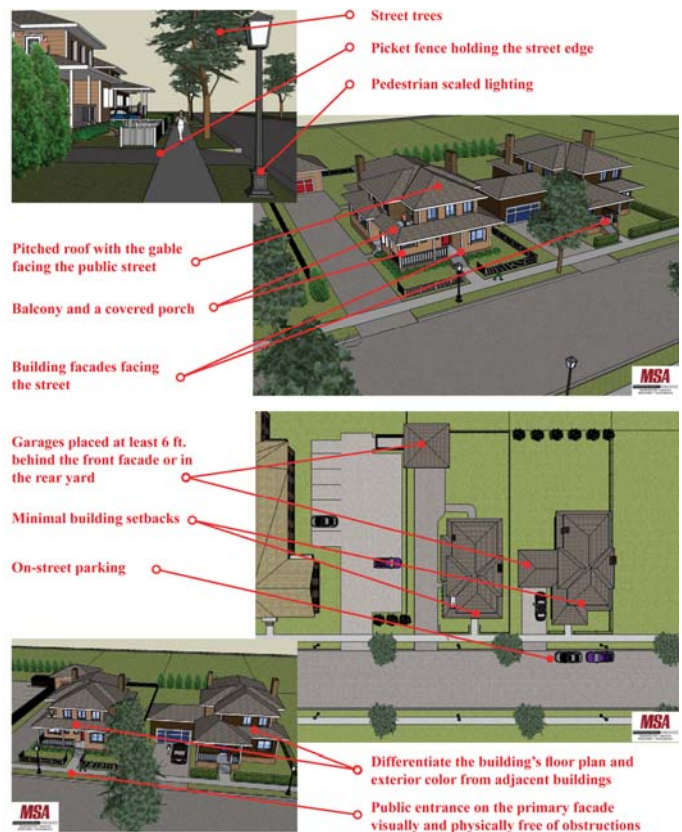 Street trees
Picket fence holding the street edge
Pedestrian scaled lighting
Pitched roof with the gable
facing the public street
Balcony and a covered porch
Building facades facing
the street
MSA
Garages placed at least 6 ft.
behind the front facade or in
the rear yard
Minimal building setbacks
On-street parking
MSA
Differentiate the building's floor plan and
exterior color from adjacent buildings
Public entrance on the primary facade
visually and physically free of obstructions
MSA